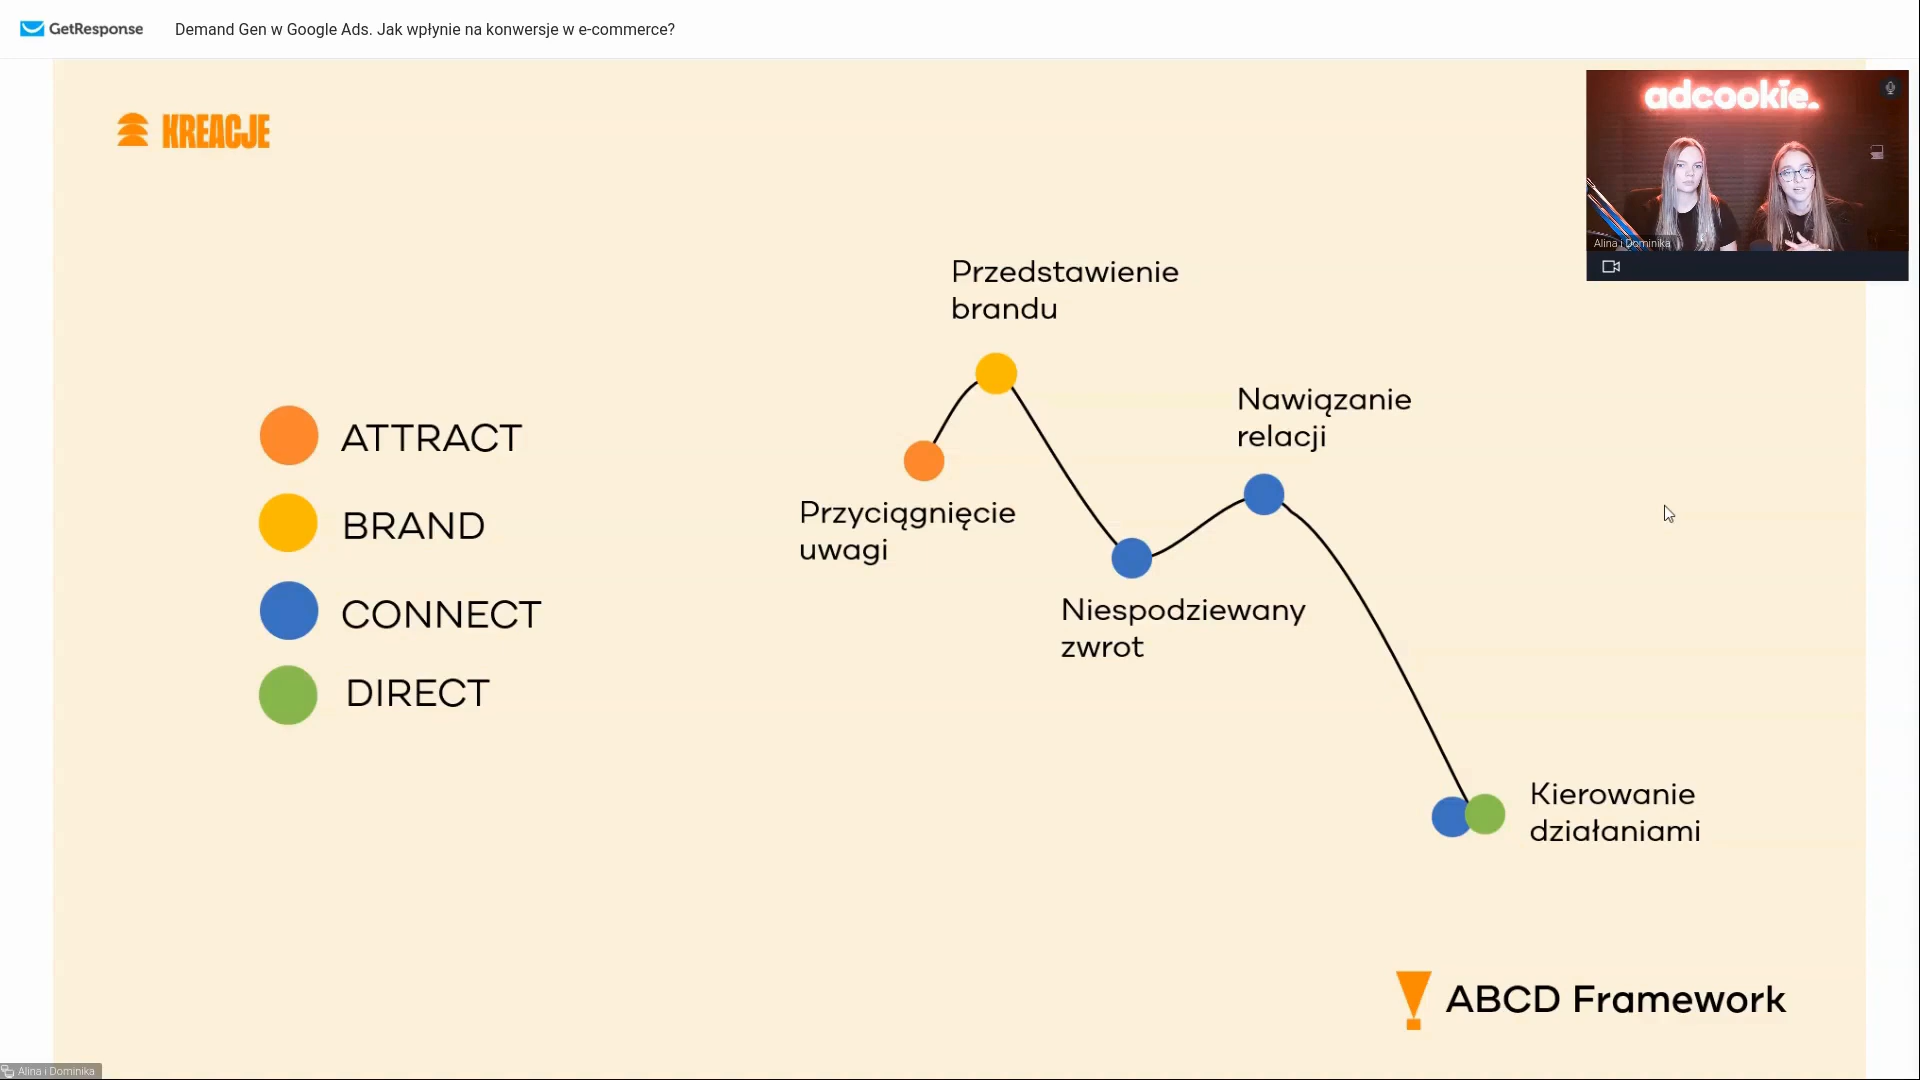 GetResponse
Demand Gen w Google Ads. Jak wpłynie na konwersje w e-commerce?
KREACJE
adcookie.
Alina i Dominika
Przedstawienie
brandu
Nawiązanie
relacji
ATTRACT
BRAND
CONNECT
DIRECT
Przyciągnięcie
uwagi
Niespodziewany
zwrot
Kierowanie
działaniami
ABCD Framework
Alina i Dominika